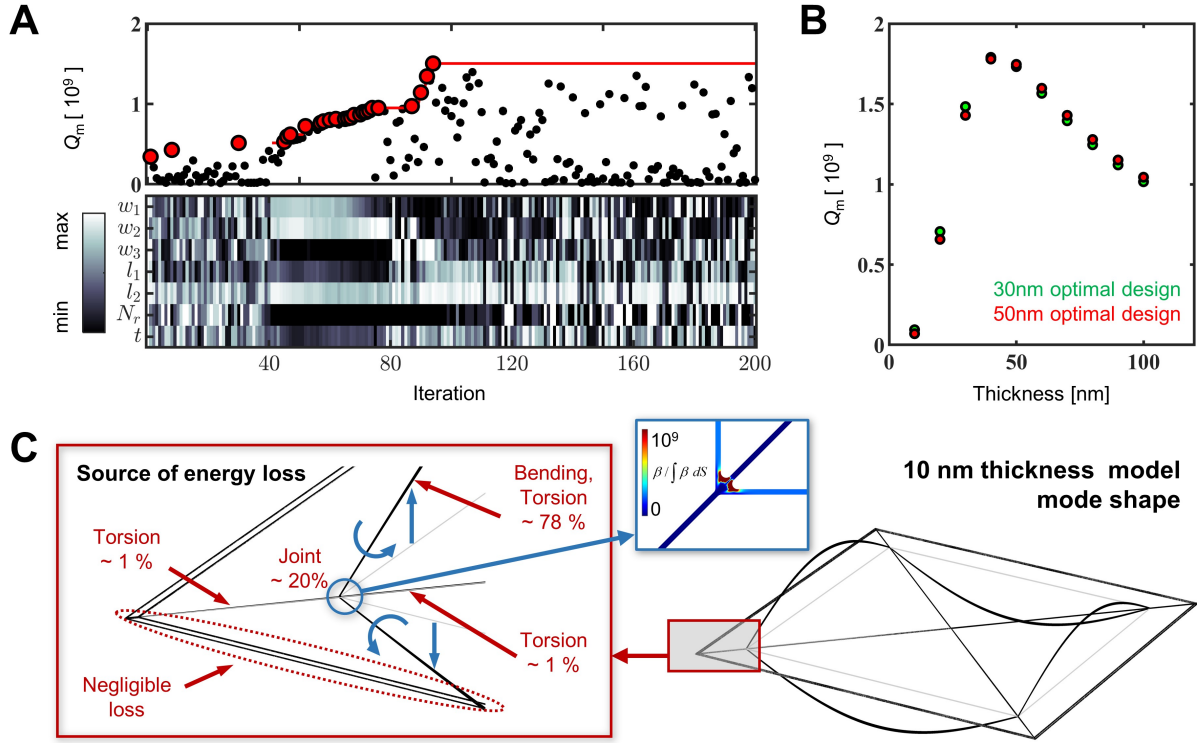 A
2
1
0
Q_m [ 10^9 ]
max
min
w_1
w_2
w_3
l_1
l_2
N_r
t
40
80
120
160
200
Iteration
B
2
1.5
1
0.5
0
Q_m [ 10^9 ]
30nm optimal design
50nm optimal design
0
50
100
Thickness [nm]
C
Source of energy loss
Torsion
~ 1 %
Joint
~ 20%
Bending,
Torsion
~ 78 %
Torsion
~ 1 %
Negligible
loss
10^9
β / ∫ β dS
0
10 nm thickness model
mode shape